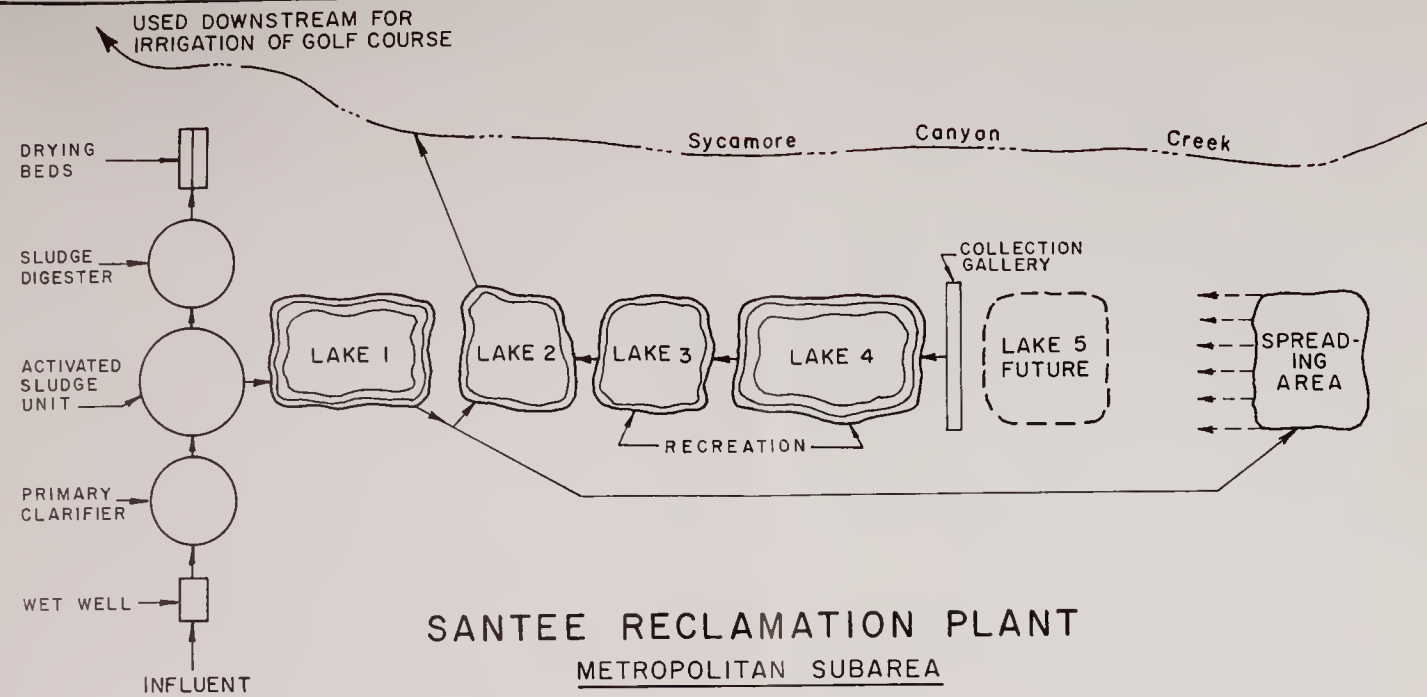 USED DOWNSTREAM FOR
IRRIGATION OF GOLF COURSE
Sycamore Canyon Creek
DRYING
BEDS
SLUDGE
DIGESTER
COLLECTION
GALLERY
ACTIVATED
SLUDGE
UNIT
LAKE 1
LAKE 2
LAKE 3
LAKE 4
LAKE 5
FUTURE
SPREAD-
ING
AREA
RECREATION
PRIMARY
CLARIFIER
WET WELL
INFLUENT
SANTEE RECLAMATION PLANT
METROPOLITAN SUBAREA